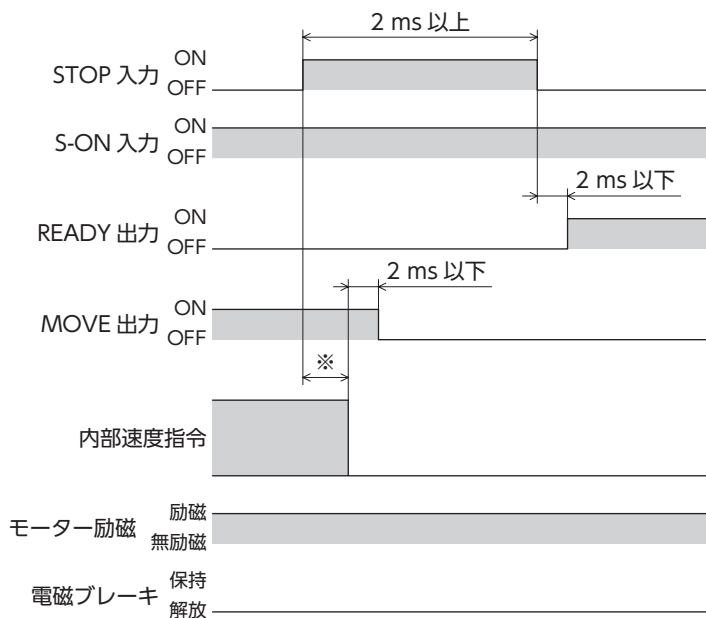 2 ms 以上
STOP 入力
ON
OFF
S-ON 入力
ON
OFF
2 ms 以下
READY 出力
ON
OFF
2 ms 以下
MOVE 出力
ON
OFF
※
内部速度指令
モーター励磁
励磁
無励磁
電磁ブレーキ
保持
解放